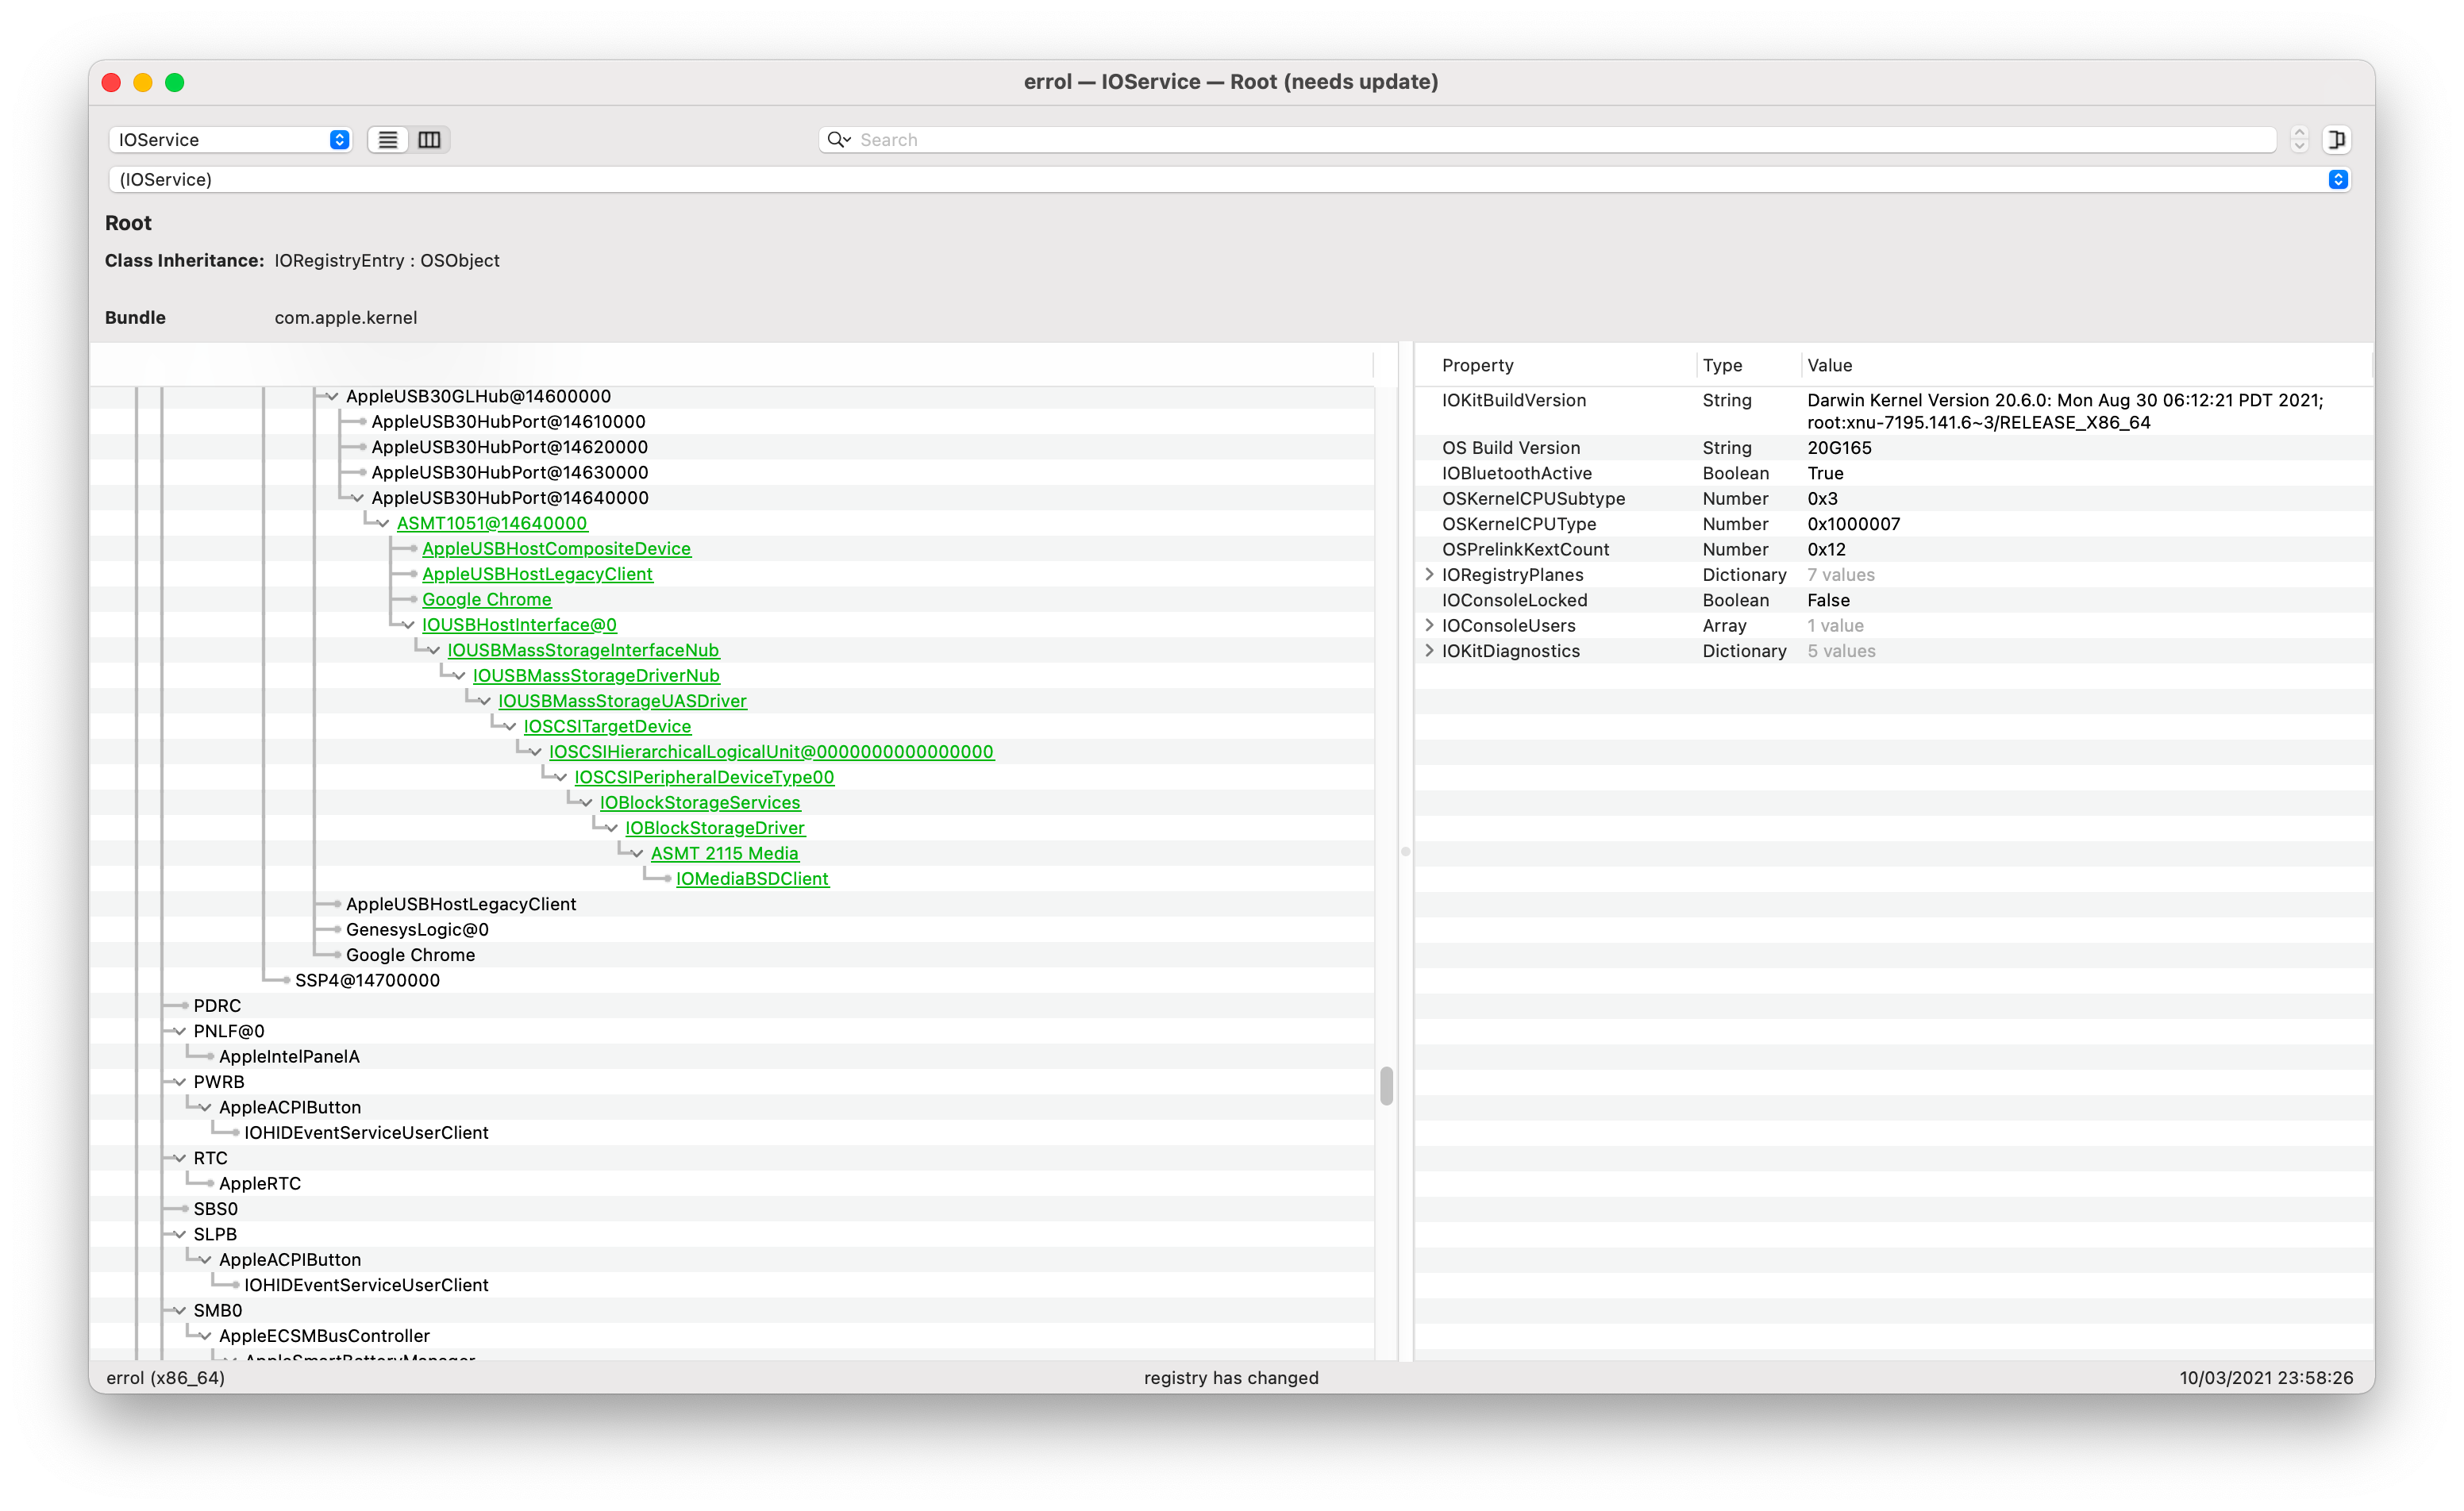 errol — IOService — Root (needs update)
IOService
Search
(IOService)
Root
Class Inheritance: IORegistryEntry : OSObject
Bundle com.apple.kernel
AppleUSB30GLHub@14600000
AppleUSB30HubPort@14610000
AppleUSB30HubPort@14620000
AppleUSB30HubPort@14630000
AppleUSB30HubPort@14640000
ASMT1051@14640000
AppleUSBHostCompositeDevice
AppleUSBHostLegacyClient
Google Chrome
IOUSBHostInterface@0
IOUSBMassStorageInterfaceNub
IOUSBMassStorageDriverNub
IOUSBMassStorageUASDriver
IOSCSITargetDevice
IOSCSIHierarchicalLogicalUnit@0000000000000000
IOSCSIPeripheralDeviceType00
IOBlockStorageServices
IOBlockStorageDriver
ASMT 2115 Media
IOMediaBSDClient
AppleUSBHostLegacyClient
GenesysLogic@0
Google Chrome
SSP4@14700000
PDRC
PNLF@0
AppleIntelPanelA
PWRB
AppleACPIButton
IOHIDEventServiceUserClient
RTC
AppleRTC
SBS0
SLPB
AppleACPIButton
IOHIDEventServiceUserClient
SMB0
AppleECSMBusController
AppleSmartBatteryManager
Property Type Value
IOKitBuildVersion String Darwin Kernel Version 20.6.0: Mon Aug 30 06:12:21 PDT 2021;
root:xnu-7195.141.6~3/RELEASE_X86_64
OS Build Version String 20G165
IOBluetoothActive Boolean True
OSKernelCPUSubtype Number 0x3
OSKernelCPUType Number 0x1000007
OSPrelinkKextCount Number 0x12
IORegistryPlanes Dictionary 7 values
IOConsoleLocked Boolean False
IOConsoleUsers Array 1 value
IOKitDiagnostics Dictionary 5 values
errol (x86_64)
registry has changed
10/03/2021 23:58:26